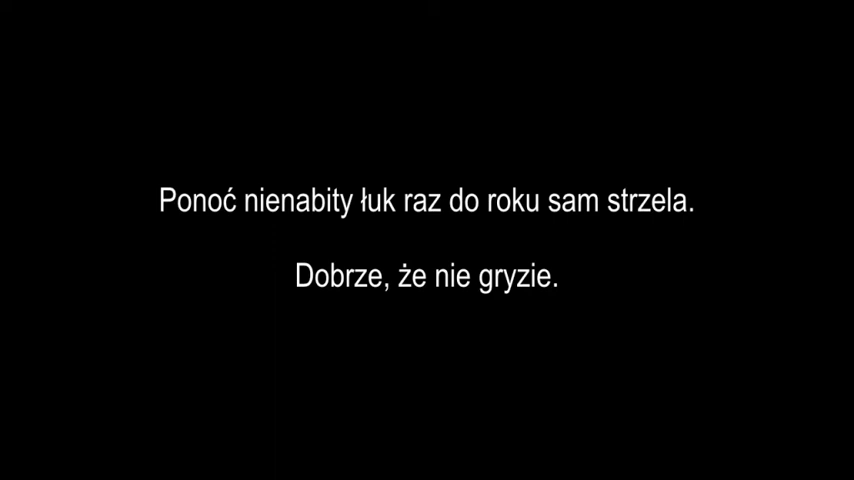 Ponoć nienabity łuk raz do roku sam strzela.
Dobrze, że nie gryzie.